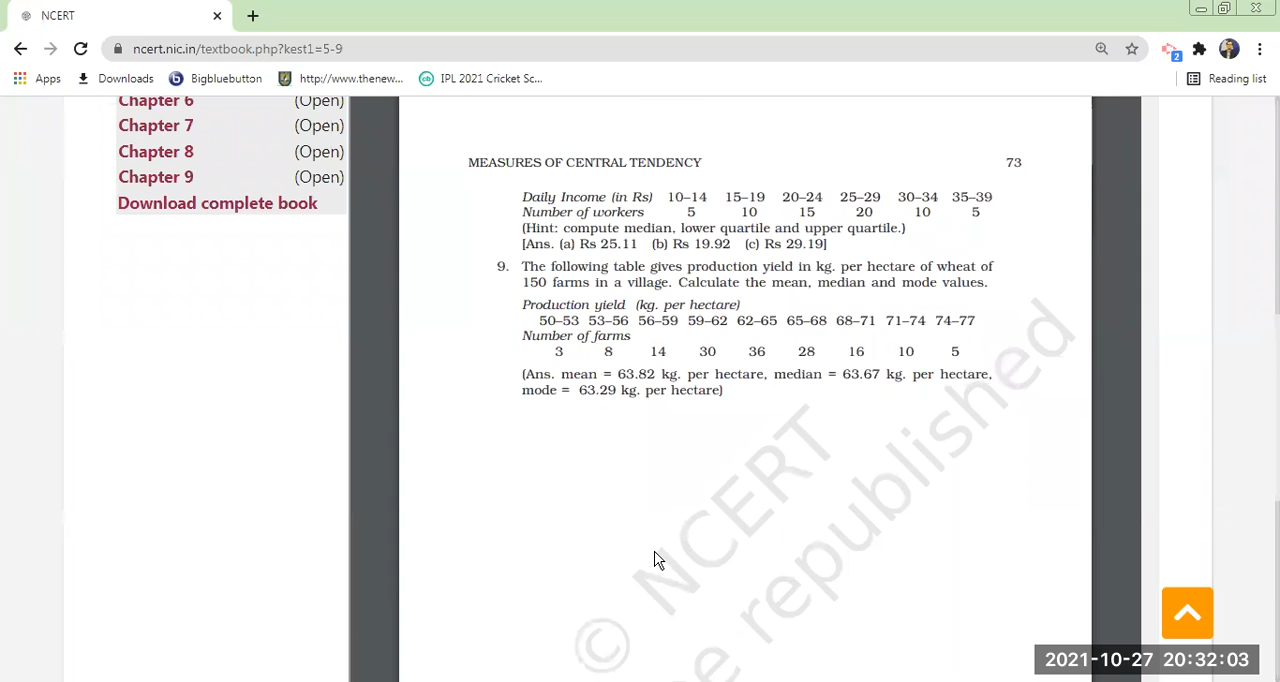 NCERT
ncert.nic.in/textbook.php?kest1=5-9
2
Apps Downloads Bigbluebutton http://www.thenew... IPL 2021 Cricket Sc... Reading list
Chapter 6 (Open)
Chapter 7 (Open)
Chapter 8 (Open)
Chapter 9 (Open)
Download complete book
MEASURES OF CENTRAL TENDENCY 73
Daily Income (in Rs) 10–14 15–19 20–24 25–29 30–34 35–39
Number of workers 5 10 15 20 10 5
(Hint: compute median, lower quartile and upper quartile.)
[Ans. (a) Rs 25.11 (b) Rs 19.92 (c) Rs 29.19]
9. The following table gives production yield in kg. per hectare of wheat of
150 farms in a village. Calculate the mean, median and mode values.
Production yield (kg. per hectare)
50–53 53–56 56–59 59–62 62–65 65–68 68–71 71–74 74–77
Number of farms
3 8 14 30 36 28 16 10 5
(Ans. mean = 63.82 kg. per hectare, median = 63.67 kg. per hectare,
mode = 63.29 kg. per hectare)
© NCERT
be republished
2021-10-27 20:32:03